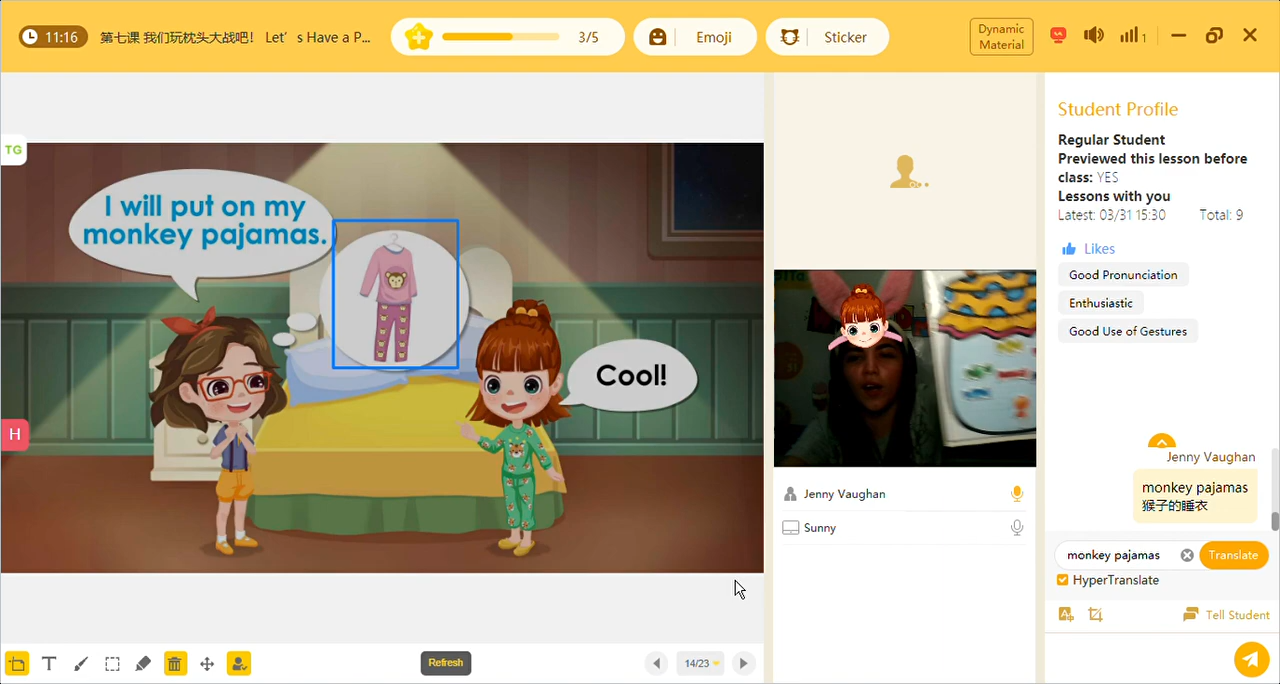 11:16
第七课 我们玩枕头大战吧! Let's Have a P...
3/5
Emoji
Sticker
Dynamic
Material
1
TG
I will put on my
monkey pajamas.
Cool!
H
Refresh
14/23
Jenny Vaughan
Sunny
Student Profile
Regular Student
Previewed this lesson before
class: YES
Lessons with you
Latest: 03/31 15:30 Total: 9
Likes
Good Pronunciation
Enthusiastic
Good Use of Gestures
Jenny Vaughan
monkey pajamas
猴子的睡衣
monkey pajamas Translate
HyperTranslate
Tell Student